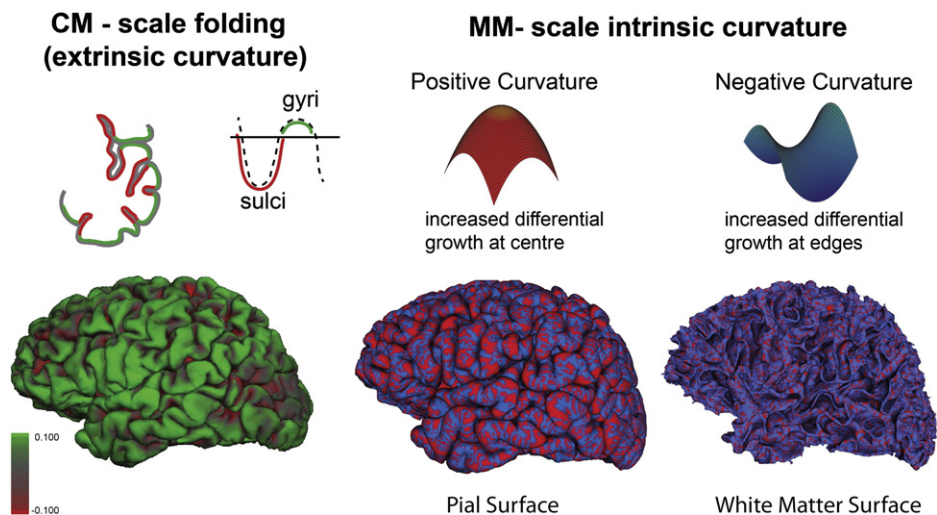 CM - scale folding
(extrinsic curvature)
MM- scale intrinsic curvature
gyri
sulci
Positive Curvature
increased differential
growth at centre
Negative Curvature
increased differential
growth at edges
0.100
-0.100
Pial Surface
White Matter Surface